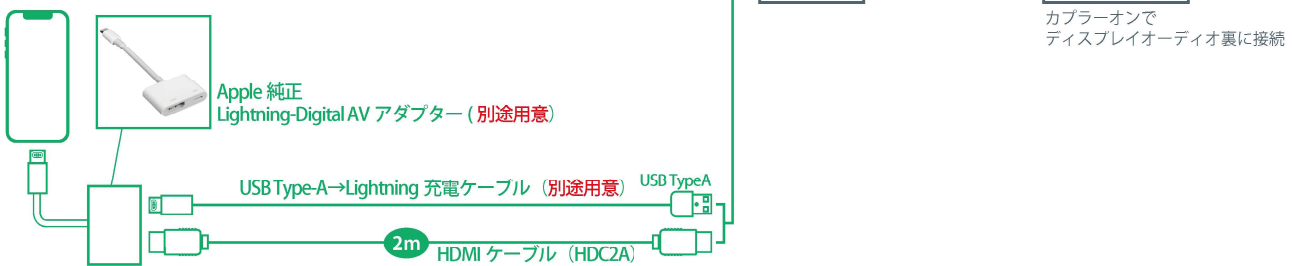 カプラーオンで
ディスプレイオーディオ裏に接続
Apple 純正
Lightning-Digital AV アダプター ( 別途用意)
USB Type-A→Lightning 充電ケーブル（別途用意）
USB TypeA
2m
HDMI ケーブル（HDC2A）